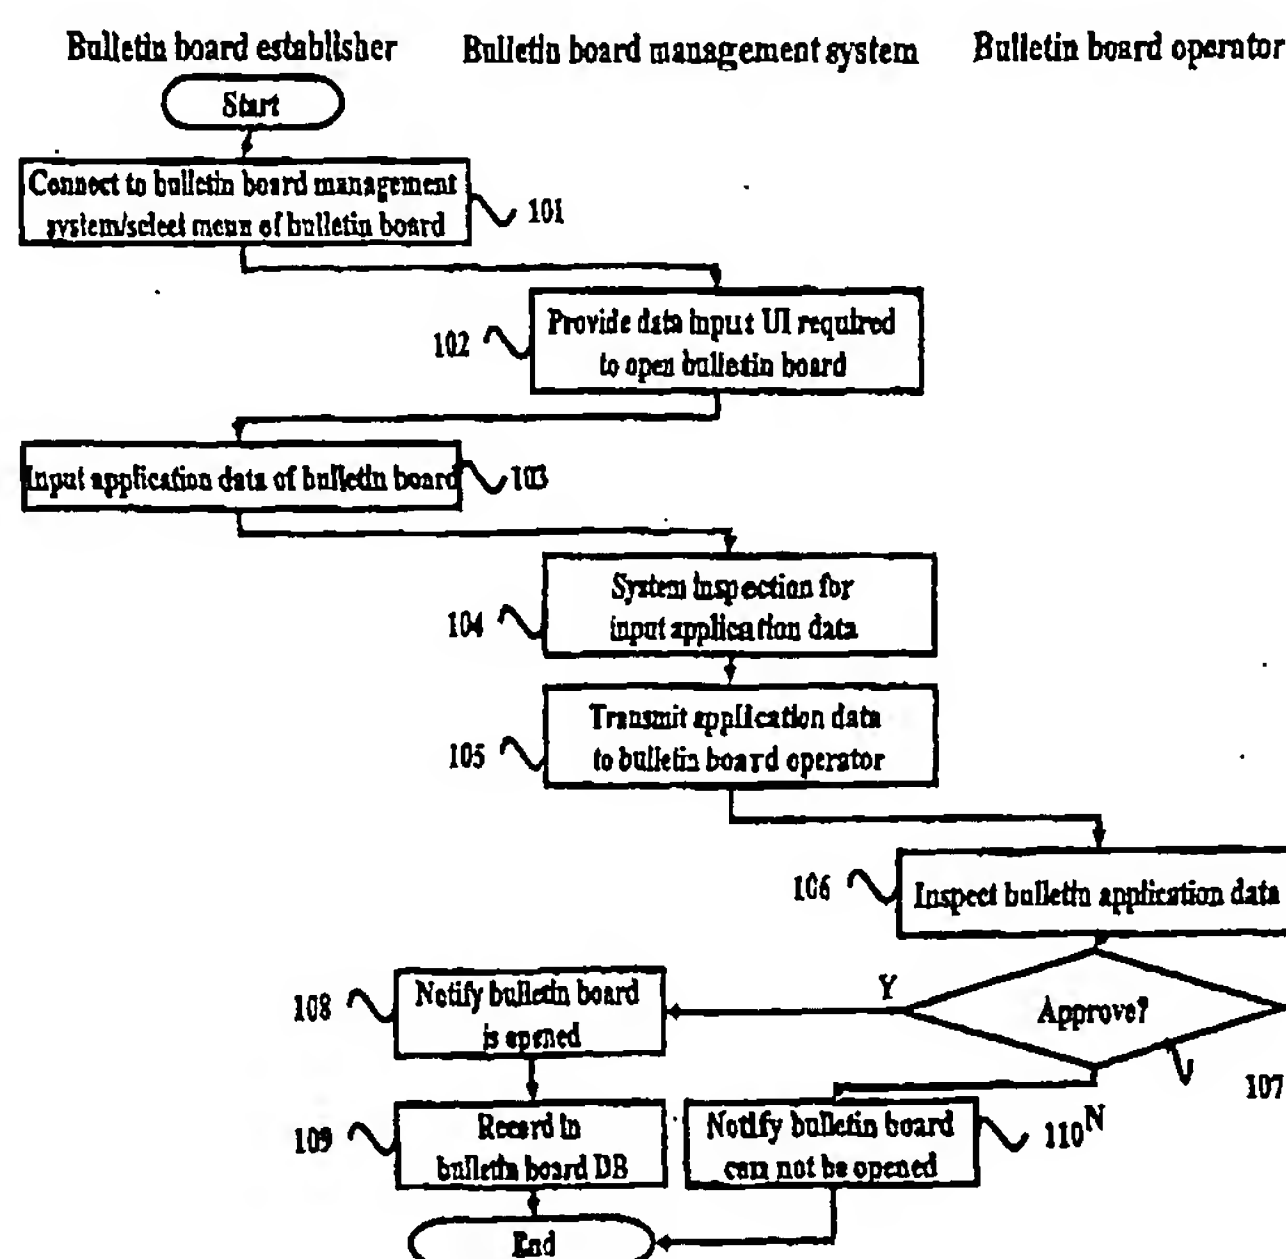 Bulletin board establisher
Bulletin board management system
Bulletin board operator
Start
Connect to bulletin board management
system/select menu of bulletin board
101
102
Provide data input UI required
to open bulletin board
Input application data of bulletin board
103
104
System inspection for
input application data
105
Transmit application data
to bulletin board operator
106
Inspect bulletin application data
108
Notify bulletin board
is opened
Y
Approve?
107
109
Record in
bulletin board DB
Notify bulletin board
can not be opened
110
N
End